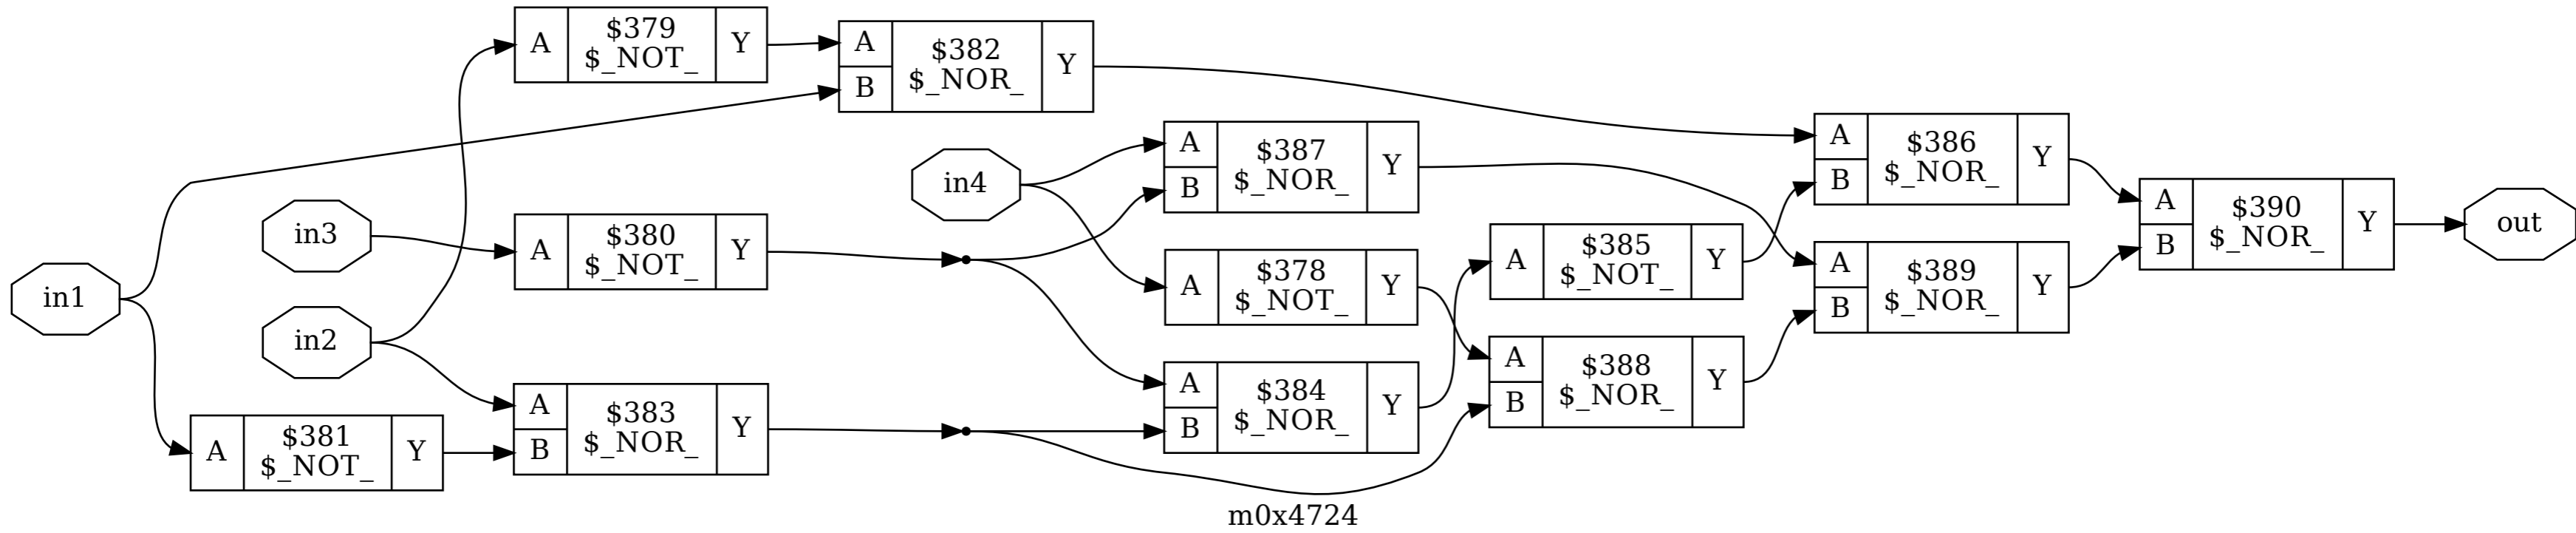 $379
A $_NOT_ Y
$382
A B $_NOR_ Y
in4
$387
A B $_NOR_ Y
$386
A B $_NOR_ Y
in3
$380
A $_NOT_ Y
$390
A B $_NOR_ Y
out
in1
in2
$378
A $_NOT_ Y
$385
A $_NOT_ Y
$389
A B $_NOR_ Y
$381
A $_NOT_ Y
$383
A B $_NOR_ Y
$384
A B $_NOR_ Y
$388
A B $_NOR_ Y
m0x4724